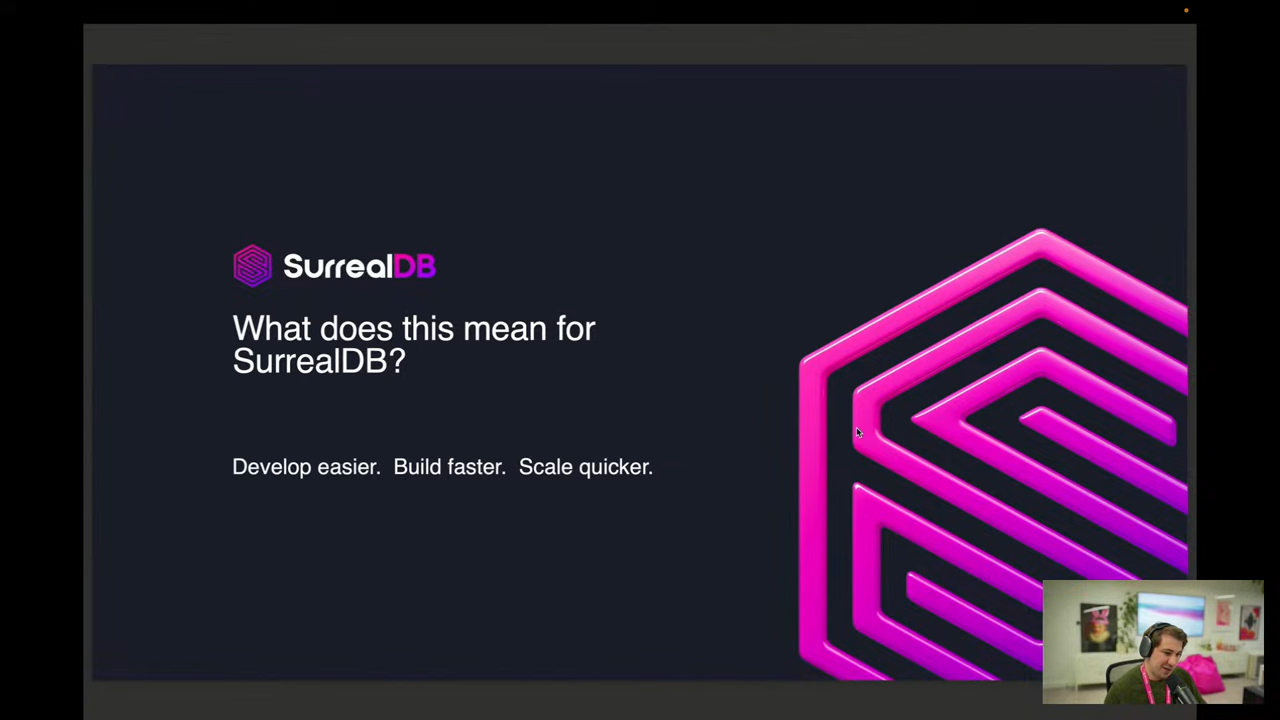 SurrealDB
What does this mean for
SurrealDB?
Develop easier. Build faster. Scale quicker.